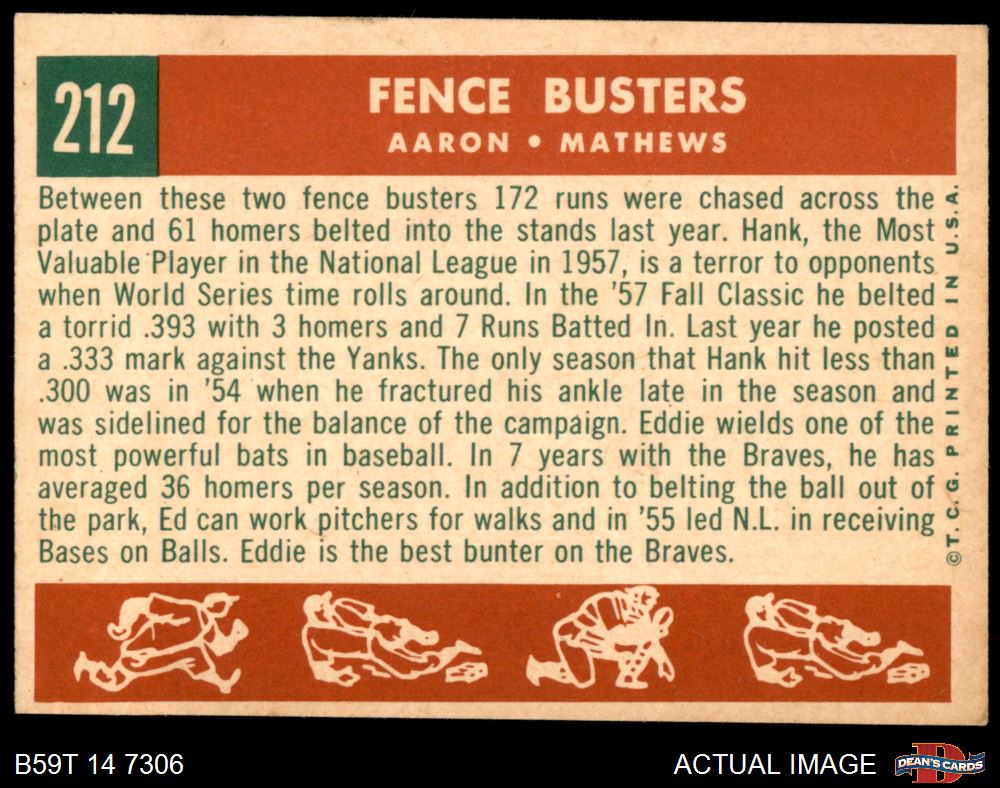 212
FENCE BUSTERS
AARON • MATHEWS
Between these two fence busters 172 runs were chased across the
plate and 61 homers belted into the stands last year. Hank, the Most
Valuable Player in the National League in 1957, is a terror to opponents
when World Series time rolls around. In the '57 Fall Classic he belted
a torrid .393 with 3 homers and 7 Runs Batted In. Last year he posted
a .333 mark against the Yanks. The only season that Hank hit less than
.300 was in '54 when he fractured his ankle late in the season and
was sidelined for the balance of the campaign. Eddie wields one of the
most powerful bats in baseball. In 7 years with the Braves, he has
averaged 36 homers per season. In addition to belting the ball out of
the park, Ed can work pitchers for walks and in '55 led N.L. in receiving
Bases on Balls. Eddie is the best bunter on the Braves.
© T. C. G. PRINTED IN U.S.A.
B59T 14 7306
ACTUAL IMAGE
D
DEAN'S CARDS